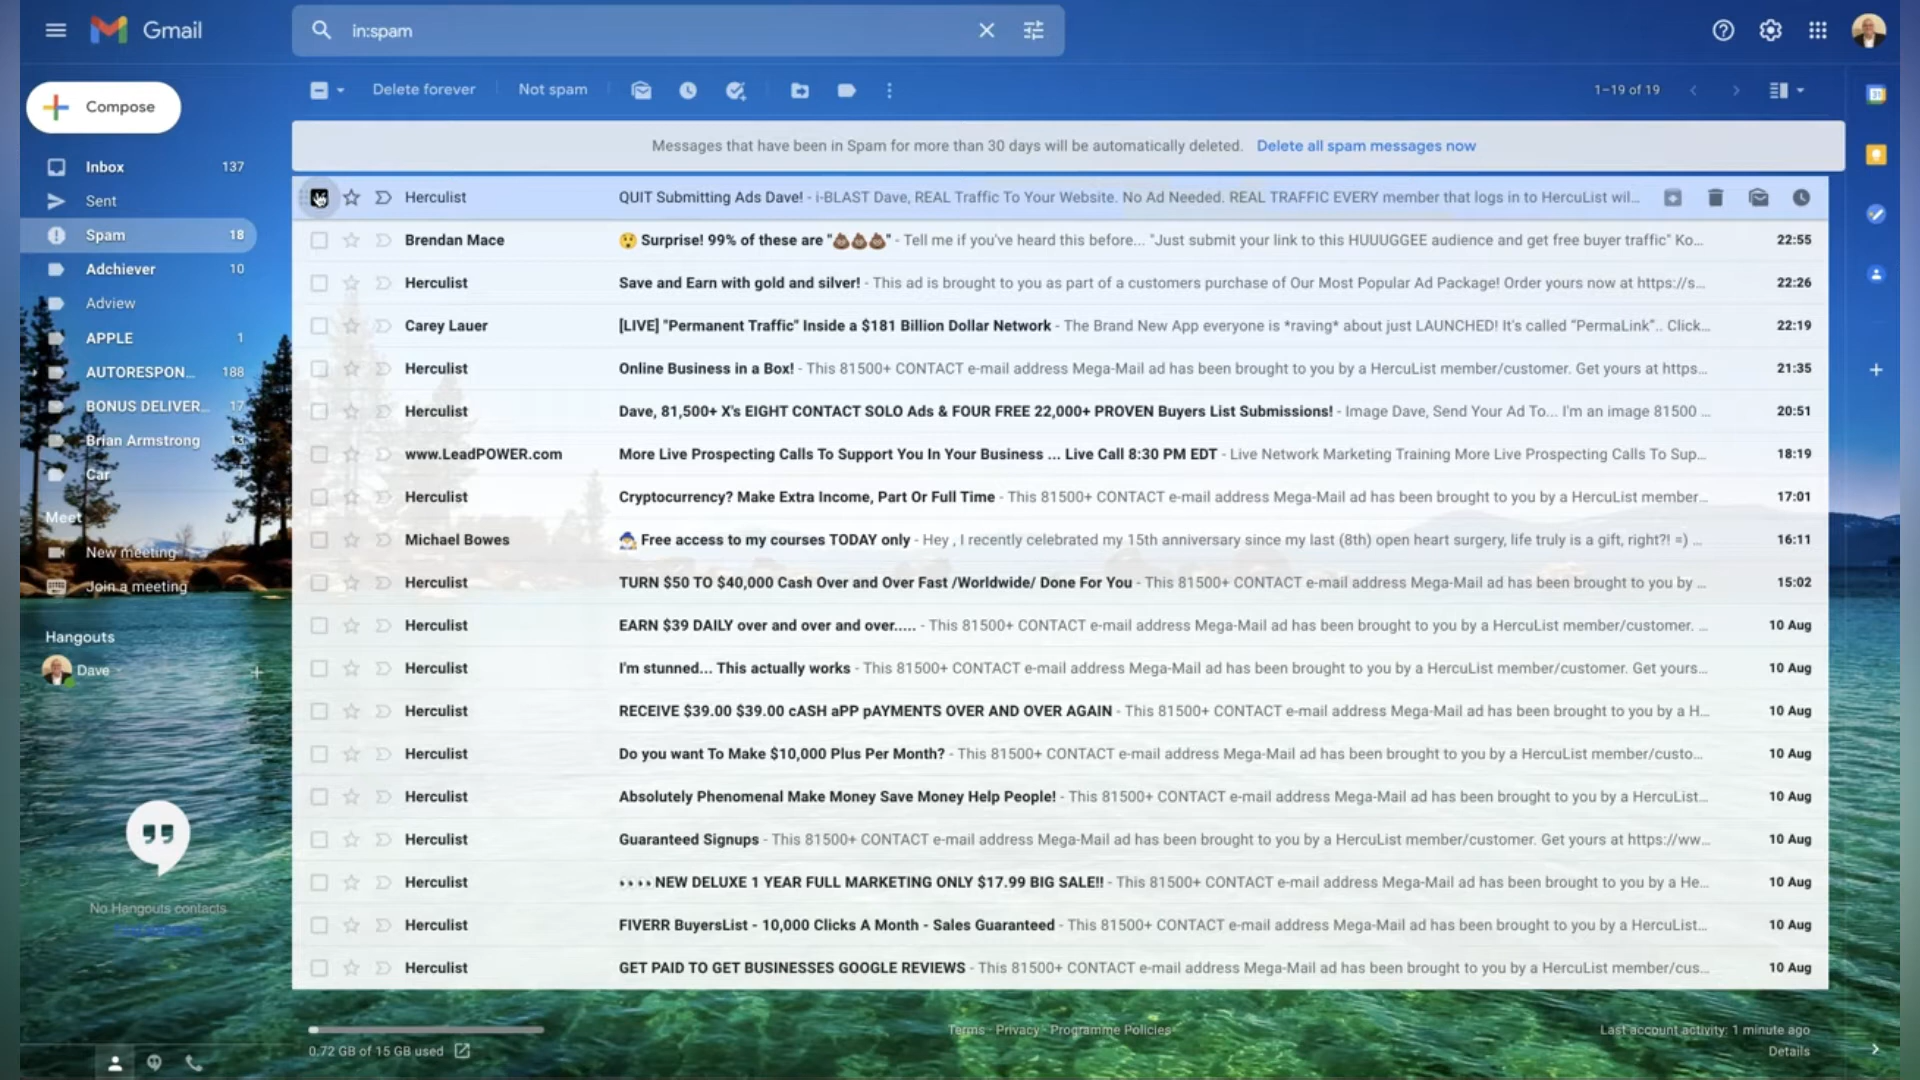 Gmail
in:spam
Compose
Delete forever
Not spam
1–19 of 19
Messages that have been in Spam for more than 30 days will be automatically deleted. Delete all spam messages now
Inbox 137
Sent
Spam 18
Adchiever 10
Adview
APPLE 1
AUTORESPON... 188
BONUS DELIVER... 17
Brian Armstrong 13
Car
Meet
New meeting
Join a meeting
Hangouts
Dave
No Hangouts contacts
Herculist QUIT Submitting Ads Dave! - i-BLAST Dave, REAL Traffic To Your Website. No Ad Needed. REAL TRAFFIC EVERY member that logs in to HercuList wil...
Brendan Mace 😲 Surprise! 99% of these are "💩💩💩" - Tell me if you've heard this before... "Just submit your link to this HUUUGGEE audience and get free buyer traffic" Ko... 22:55
Herculist Save and Earn with gold and silver! - This ad is brought to you as part of a customers purchase of Our Most Popular Ad Package! Order yours now at https://s... 22:26
Carey Lauer [LIVE] "Permanent Traffic" Inside a $181 Billion Dollar Network - The Brand New App everyone is *raving* about just LAUNCHED! It's called "PermaLink".. Click... 22:19
Herculist Online Business in a Box! - This 81500+ CONTACT e-mail address Mega-Mail ad has been brought to you by a HercuList member/customer. Get yours at https... 21:35
Herculist Dave, 81,500+ X's EIGHT CONTACT SOLO Ads & FOUR FREE 22,000+ PROVEN Buyers List Submissions! - Image Dave, Send Your Ad To... I'm an image 81500 ... 20:51
www.LeadPOWER.com More Live Prospecting Calls To Support You In Your Business ... Live Call 8:30 PM EDT - Live Network Marketing Training More Live Prospecting Calls To Sup... 18:19
Herculist Cryptocurrency? Make Extra Income, Part Or Full Time - This 81500+ CONTACT e-mail address Mega-Mail ad has been brought to you by a HercuList member... 17:01
Michael Bowes Free access to my courses TODAY only - Hey , I recently celebrated my 15th anniversary since my last (8th) open heart surgery, life truly is a gift, right?! =) ... 16:11
Herculist TURN $50 TO $40,000 Cash Over and Over Fast /Worldwide/ Done For You - This 81500+ CONTACT e-mail address Mega-Mail ad has been brought to you by ... 15:02
Herculist EARN $39 DAILY over and over and over..... - This 81500+ CONTACT e-mail address Mega-Mail ad has been brought to you by a HercuList member/customer. ... 10 Aug
Herculist I'm stunned... This actually works - This 81500+ CONTACT e-mail address Mega-Mail ad has been brought to you by a HercuList member/customer. Get yours... 10 Aug
Herculist RECEIVE $39.00 $39.00 cASH aPP pAYMENTS OVER AND OVER AGAIN - This 81500+ CONTACT e-mail address Mega-Mail ad has been brought to you by a H... 10 Aug
Herculist Do you want To Make $10,000 Plus Per Month? - This 81500+ CONTACT e-mail address Mega-Mail ad has been brought to you by a HercuList member/custo... 10 Aug
Herculist Absolutely Phenomenal Make Money Save Money Help People! - This 81500+ CONTACT e-mail address Mega-Mail ad has been brought to you by a HercuList... 10 Aug
Herculist Guaranteed Signups - This 81500+ CONTACT e-mail address Mega-Mail ad has been brought to you by a HercuList member/customer. Get yours at https://ww... 10 Aug
Herculist 👀👀 NEW DELUXE 1 YEAR FULL MARKETING ONLY $17.99 BIG SALE!! - This 81500+ CONTACT e-mail address Mega-Mail ad has been brought to you by a He... 10 Aug
Herculist FIVERR BuyersList - 10,000 Clicks A Month - Sales Guaranteed - This 81500+ CONTACT e-mail address Mega-Mail ad has been brought to you by a HercuList... 10 Aug
Herculist GET PAID TO GET BUSINESSES GOOGLE REVIEWS - This 81500+ CONTACT e-mail address Mega-Mail ad has been brought to you by a HercuList member/cus... 10 Aug
0.72 GB of 15 GB used
Terms · Privacy · Programme Policies
Last account activity: 1 minute ago
Details
31